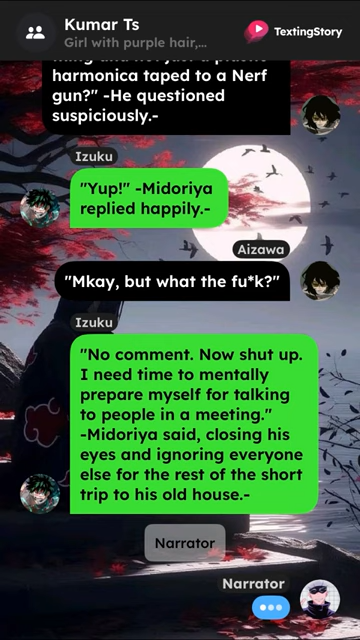 Kumar Ts
Girl with purple hair,...
TextingStory
harmonica taped to a Nerf
gun?" -He questioned
suspiciously.-
Izuku
"Yup!" -Midoriya
replied happily.-
Aizawa
"Mkay, but what the fu*k?"
Izuku
"No comment. Now shut up.
I need time to mentally
prepare myself for talking
to people in a meeting."
-Midoriya said, closing his
eyes and ignoring everyone
else for the rest of the short
trip to his old house.-
Narrator
Narrator